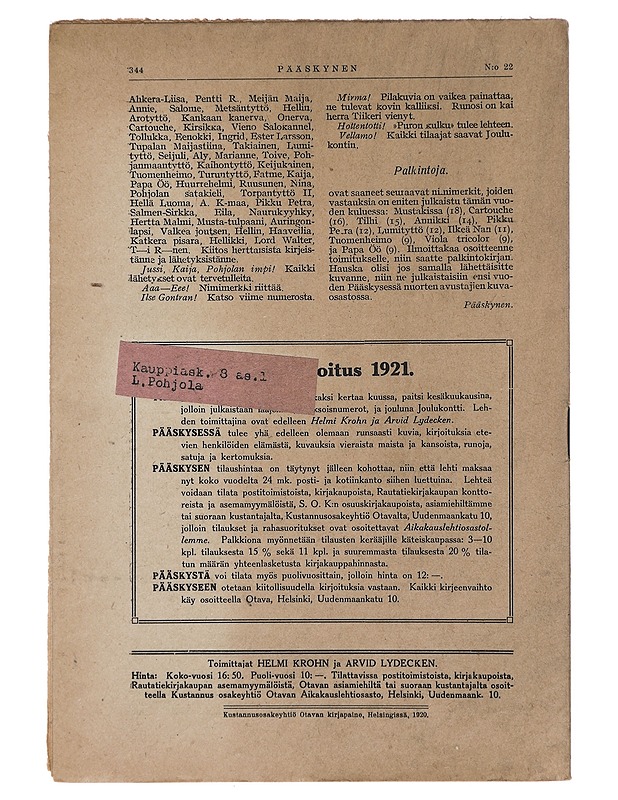 344
PÄÄSKYNEN
N:o 22
Ahkera-Liisa, Pentti R., Meijän Maija,
Annie, Salome, Metsäntyttö, Hellin,
Arotyttö, Kankaan kanerva, Onerva,
Cartouche, Kirsikka, Vieno Salokannel,
Tollukka, Eenokki, Ingrid, Ester Larsson,
Tupalan Maijastiina, Takiainen, Lumi-
tyttö, Seijuli, Aly, Marianne, Toive, Poh-
janmaantyttö, Kaihontyttö, Keijukainen,
Tuomenheimo, Turuntyttö, Fatme, Kaija,
Papa Öö, Huurrehelmi, Ruusunen, Nina,
Pohjolan satakieli, Torpantyttö II,
Hellä Luoma, A. K-maa, Pikku Petra,
Salmen-Sirkka, Eila, Naurukyyhky,
Hertta Malmi, Musta-tulpaani, Auringon-
lapsi, Valkea joutsen, Hellin, Haaveilia,
Katkera pisara, Hellikki, Lord Walter,
T—i R—nen. Kiitos herttaisista kirjeis-
tänne ja lähetyksistänne.
Jussi, Kaija, Pohjolan impi! Kaikki
lähetykset ovat tervetulleita.
Aaa—Eee! Nimimerkki riittää.
Ilse Gontran! Katso viime numerosta.
Mirma! Pilakuvia on vaikea painattaa,
ne tulevat kovin kalliiksi. Runosi on kai
herra Tiikeri vienyt.
Hottentotti! »Puron kulku» tulee lehteen.
Vellamo! Kaikki tilaajat saavat Joulu-
kontin.
Palkintoja.
ovat saaneet seuraavat nimimerkit, joiden
vastauksia on eniten julkaistu tämän vuo-
den kuluessa: Mustakissa (18), Cartouche
(16), Tilhi (15), Annikki (14), Pikku
Petra (12), Lumityttö (12), Ilkeä Nan (11),
Tuomenheimo (9), Viola tricolor (9),
ja Papa Öö (9). Ilmoittakaa osoitteenne
toimitukselle, niin saatte palkintokirjan.
Hauska olisi jos samalla lähettäisitte
kuvanne, niin ne julkaistaisiin ensi vuo-
den Pääskysessä nuorten avustajien kuva-
osastossa.
Pääskynen.
Kauppiask. 8 as.1
L.Pohjola
oitus 1921.
kaksi kertaa kuussa, paitsi kesäkuukausina,
jolloin julkaistaan ksoisnumerot, ja jouluna Joulukontti. Leh-
den toimittajina ovat edelleen Helmi Krohn ja Arvid Lydecken.
PÄÄSKYSESSÄ tulee yhä edelleen olemaan runsaasti kuvia, kirjoituksia ete-
vien henkilöiden elämästä, kuvauksia vieraista maista ja kansoista, runoja,
satuja ja kertomuksia.
PÄÄSKYSEN tilaushintaa on täytynyt jälleen kohottaa, niin että lehti maksaa
nyt koko vuodelta 24 mk. posti- ja kotiinkanto siihen luettuina. Lehteä
voidaan tilata postitoimistoista, kirjakaupoista, Rautatiekirjakaupan kontto-
reista ja asemamyymälöistä, S. O. K:n osuuskirjakaupoista, asiamiehiltämme
tai suoraan kustantajalta, Kustannusosakeyhtiö Otavalta, Uudenmaankatu 10,
jolloin tilaukset ja rahasuoritukset ovat osoitettavat Aikakauslehtiosastol-
lemme. Palkkiona myönnetään tilausten kerääjille käteiskaupassa: 3—10
kpl. tilauksesta 15 % sekä 11 kpl. ja suuremmasta tilauksesta 20 % tila-
tun määrän yhteenlasketusta kirjakauppahinnasta.
PÄÄSKYSTÄ voi tilata myös puolivuosittain, jolloin hinta on 12: —.
PÄÄSKYSEEN otetaan kiitollisuudella kirjoituksia vastaan. Kaikki kirjeenvaihto
käy osoitteella Otava, Helsinki, Uudenmaankatu 10.
Toimittajat HELMI KROHN ja ARVID LYDECKEN.
Hinta: Koko-vuosi 16: 50. Puoli-vuosi 10: —. Tilattavissa postitoimistoista, kirjakaupoista,
Rautatiekirjakaupan asemamyymälöistä, Otavan asiamiehiltä tai suoraan kustantajalta osoit-
teella Kustannus osakeyhtiö Otavan Aikakauslehtiosasto, Helsinki, Uudenmaank. 10.
Kustannusosakeyhtiö Otavan kirjapaino, Helsingissä, 1920.